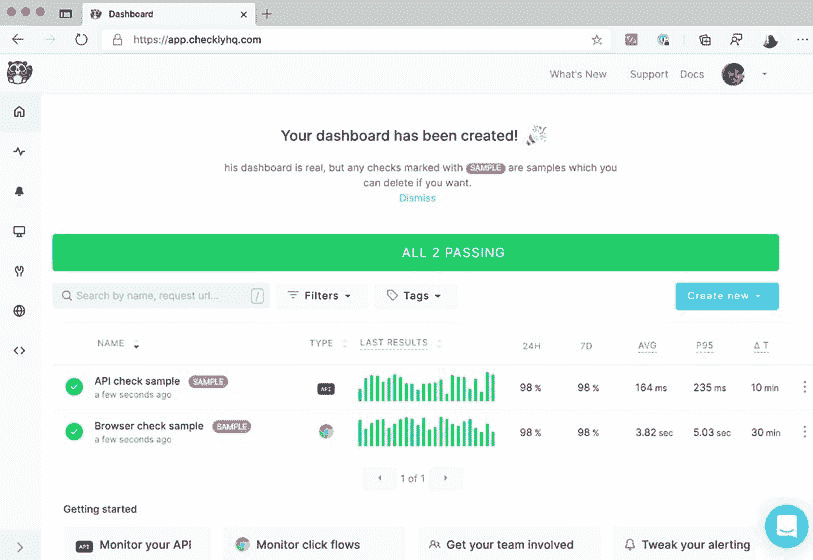 Dashboard
https://app.checklyhq.com
What's New Support Docs
Your dashboard has been created!
his dashboard is real, but any checks marked with SAMPLE are samples which you
can delete if you want.
Dismiss
ALL 2 PASSING
Search by name, request url... / Filters Tags Create new
NAME TYPE LAST RESULTS 24H 7D AVG P95 Δ T
API check sample SAMPLE API 98 % 98 % 164 ms 235 ms 10 min
a few seconds ago
Browser check sample SAMPLE 98 % 98 % 3.82 sec 5.03 sec 30 min
a few seconds ago
1 of 1
Getting started
API Monitor your API Monitor click flows Get your team involved Tweak your alerting